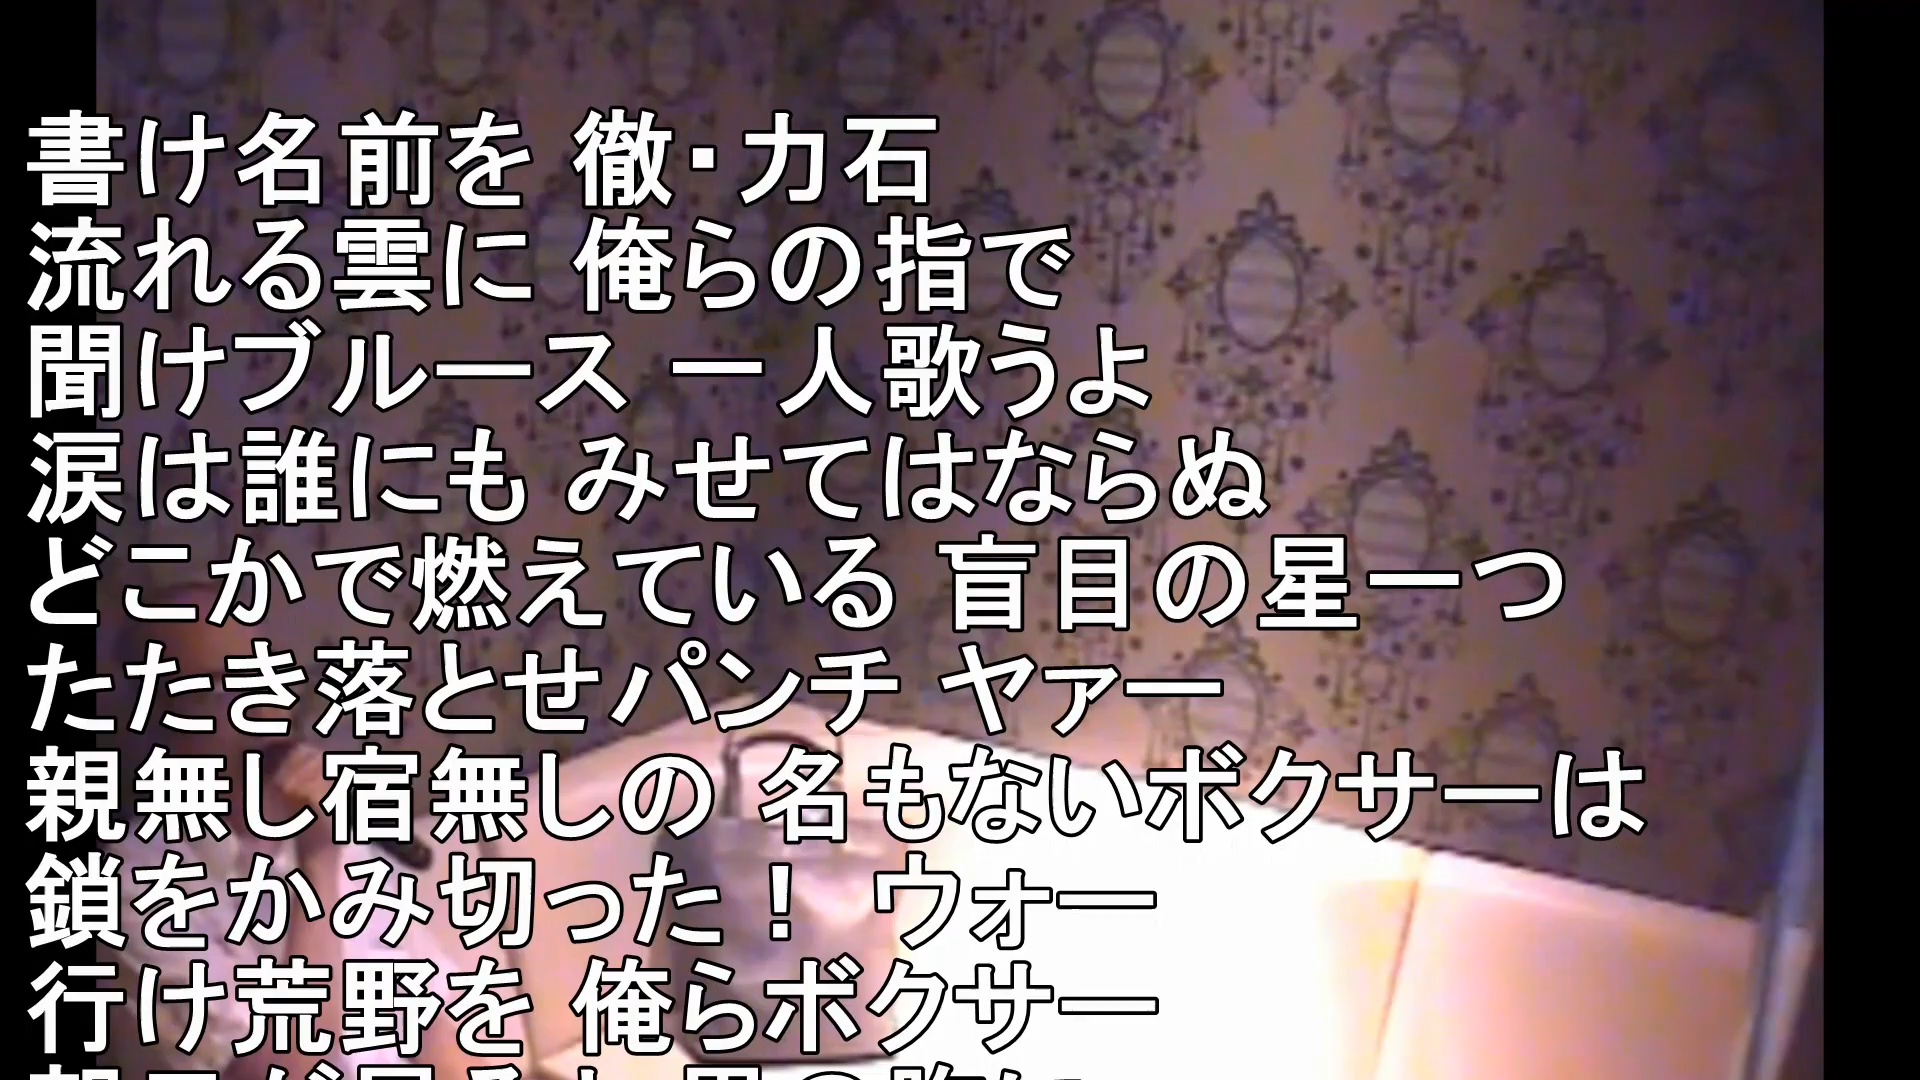 書け名前を 徹・力石
流れる雲に 俺らの指で
聞けブルース 一人歌うよ
涙は誰にも みせてはならぬ
どこかで燃えている 盲目の星一つ
たたき落とせパンチ ヤァー
親無し宿無しの 名もないボクサーは
鎖をかみ切った！ ウォー
行け荒野を 俺らボクサー